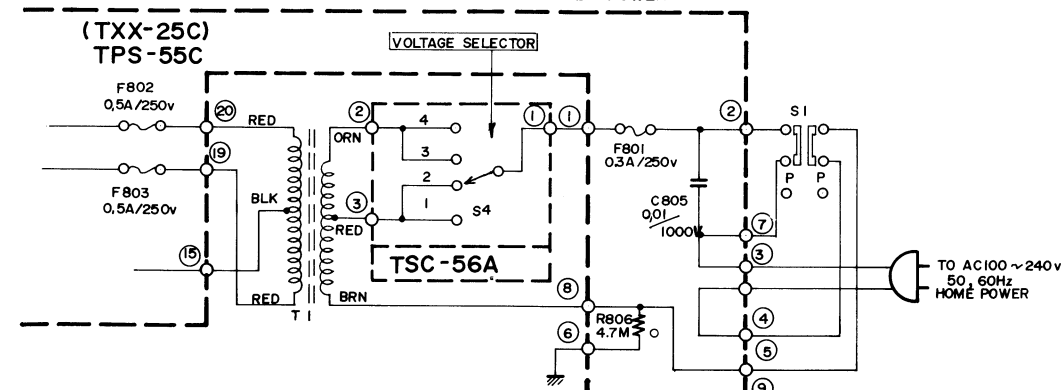 (TXX-25C)
TPS-55C
VOLTAGE SELECTOR
F802
0,5A/250v
20
RED
2
ORN
4
3
2
1
S4
1
1
F801
0.3A/250v
2
S1
P
P
19
F803
0,5A/250v
BLK
3
RED
C805
0,01
/1000V
7
3
TO AC100~240v
50, 60Hz
HOME POWER
15
TSC-56A
RED
T1
BRN
8
R806
4.7M
6
4
5
9